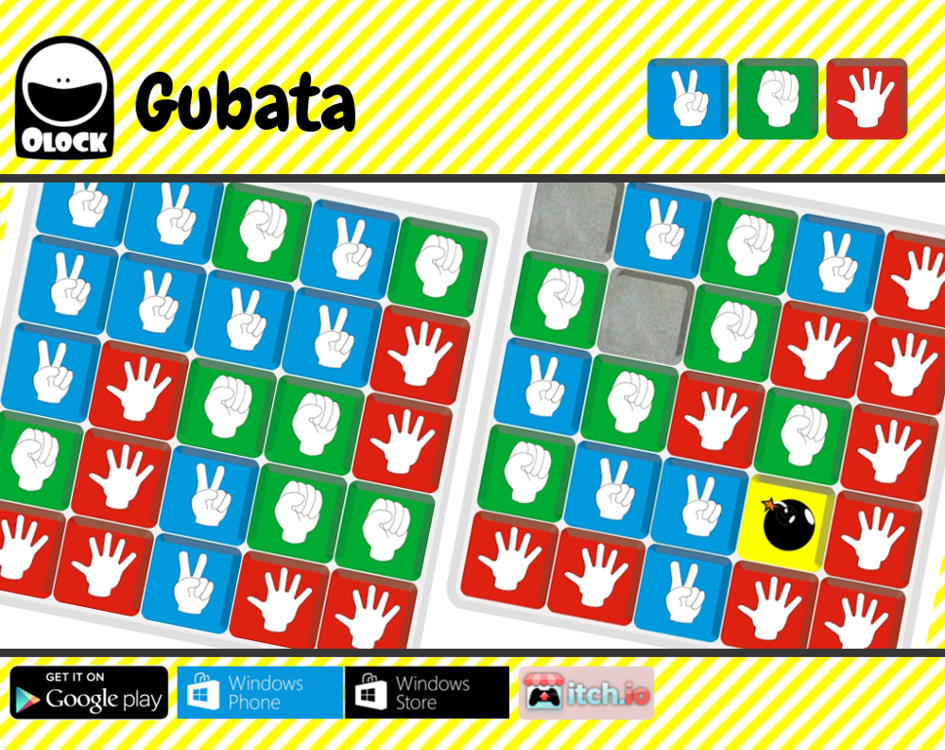 OLOCK
Gubata
GET IT ON
Google play
Windows
Phone
Windows
Store
itch.io